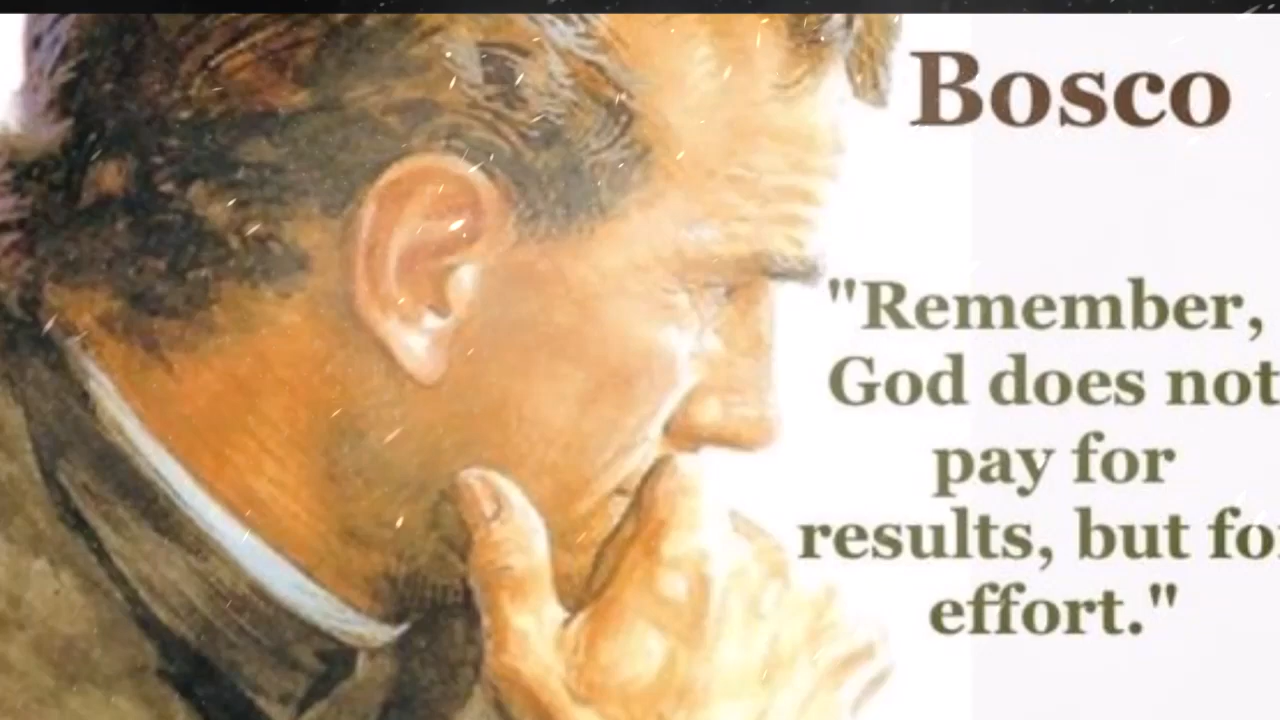 Bosco
"Remember,
God does not
pay for
results, but fo
effort."